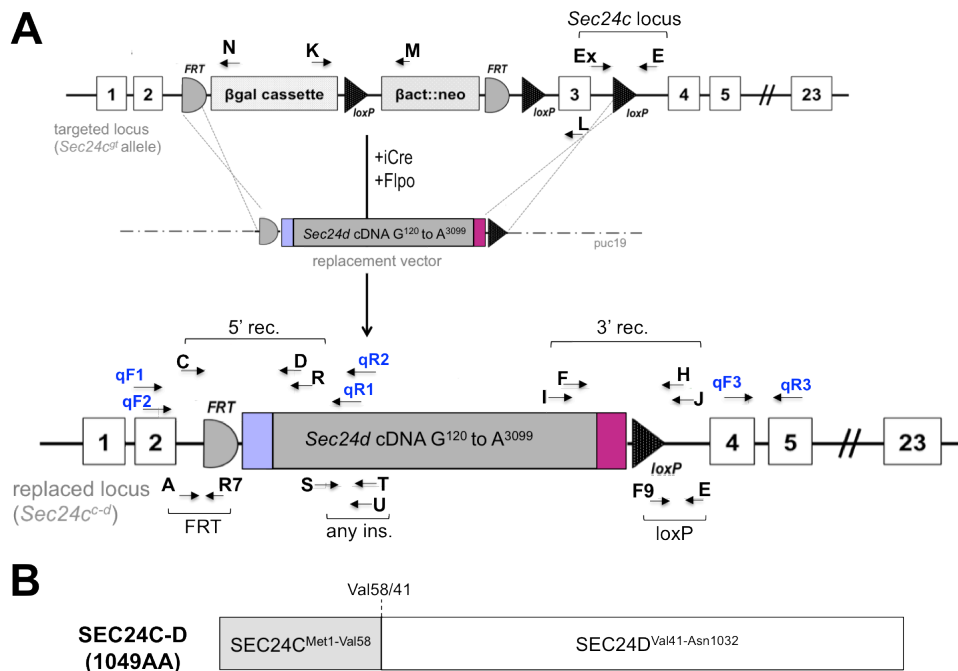 A
Sec24c locus
N
K
M
Ex
E
FRT
FRT
1
2
βgal cassette
loxP
βact::neo
loxP
3
loxP
4
5
//
23
L
targeted locus
(Sec24cgt allele)
+iCre
+Flpo
Sec24d cDNA G120 to A3099
puc19
replacement vector
5' rec.
3' rec.
C
D
qR2
R
qF1
qF2
qR1
F
I
H
J
qF3
qR3
FRT
1
2
Sec24d cDNA G120 to A3099
loxP
4
5
//
23
replaced locus
(Sec24cc-d)
A
R7
FRT
S
T
U
any ins.
F9
E
loxP
B
Val58/41
SEC24C-D
(1049AA)
SEC24CMet1-Val58
SEC24DVal41-Asn1032